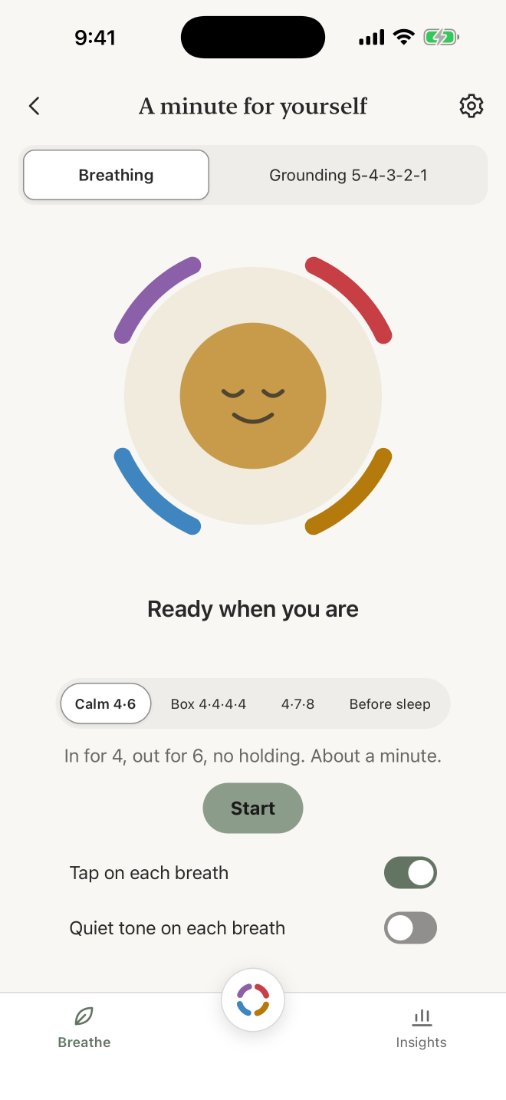 9:41
A minute for yourself
Breathing
Grounding 5-4-3-2-1
Ready when you are
Calm 4·6
Box 4·4·4·4
4·7·8
Before sleep
In for 4, out for 6, no holding. About a minute.
Start
Tap on each breath
Quiet tone on each breath
Breathe
Insights